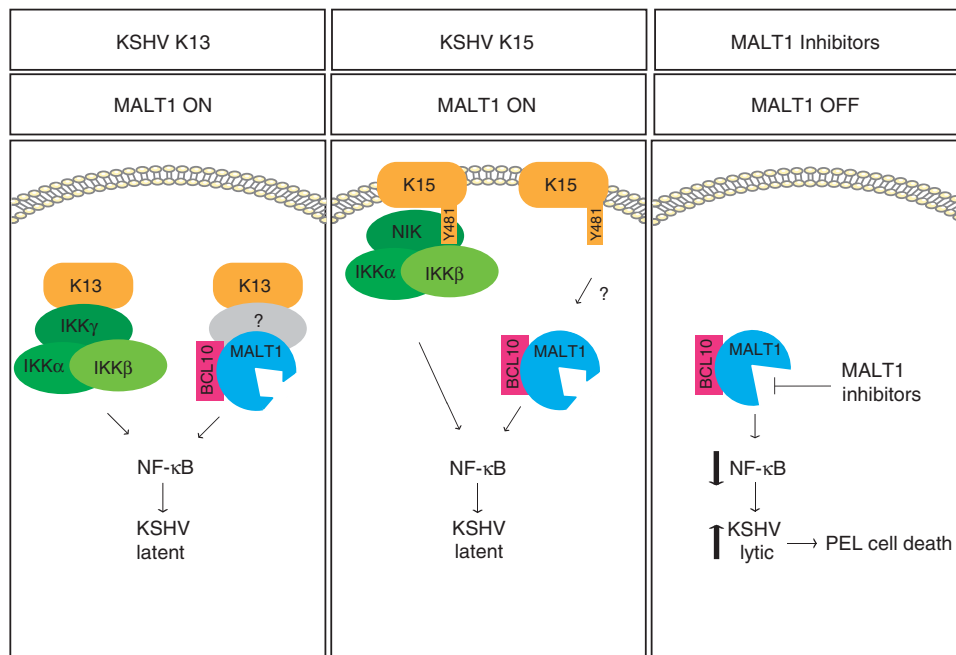 KSHV K13
MALT1 ON
K13
IKKγ
IKKα
IKKβ
K13
?
MALT1
BCL10
NF-κB
KSHV
latent
KSHV K15
MALT1 ON
K15
Y481
NIK
IKKα
IKKβ
K15
Y481
?
MALT1
BCL10
NF-κB
KSHV
latent
MALT1 Inhibitors
MALT1 OFF
MALT1
BCL10
MALT1
inhibitors
NF-κB
KSHV
lytic
PEL cell death